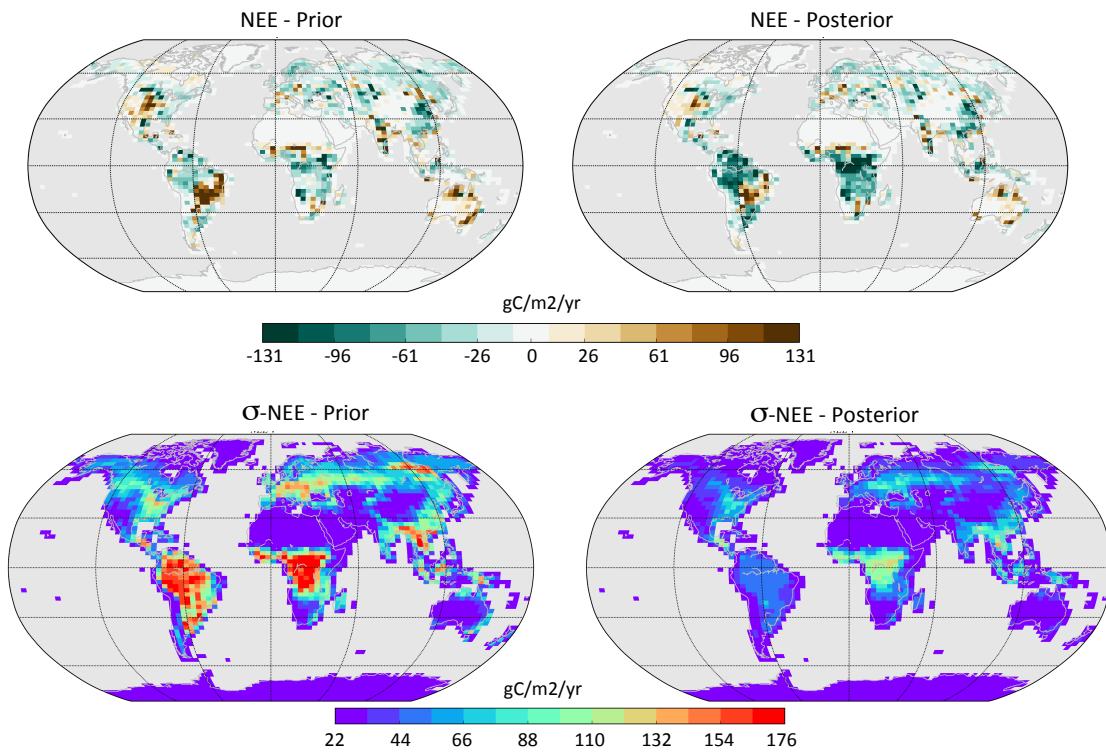 NEE - Prior
NEE - Posterior
gC/m2/yr
-131 -96 -61 -26 0 26 61 96 131
σ-NEE - Prior
σ-NEE - Posterior
gC/m2/yr
22 44 66 88 110 132 154 176